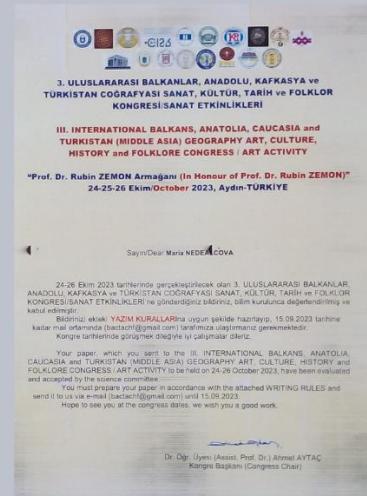 3. ULUSLARARASI BALKANLAR, ANADOLU, KAFKASYA ve
TÜRKİSTAN COĞRAFYASI SANAT, KÜLTÜR, TARİH ve FOLKLOR
KONGRESİ/SANAT ETKİNLİKLERİ
III. INTERNATIONAL BALKANS, ANATOLIA, CAUCASIA and
TURKISTAN (MIDDLE ASIA) GEOGRAPHY ART, CULTURE,
HISTORY and FOLKLORE CONGRESS / ART ACTIVITY
"Prof. Dr. Rubin ZEMON Armağanı (In Honour of Prof. Dr. Rubin ZEMON)"
24-25-26 Ekim/October 2023, Aydın-TÜRKİYE
Sayın/Dear Maria NEDEALCOVA
24-26 Ekim 2023 tarihlerinde gerçekleştirilecek olan 3. ULUSLARARASI BALKANLAR,
ANADOLU, KAFKASYA ve TÜRKİSTAN COĞRAFYASI SANAT, KÜLTÜR, TARİH ve FOLKLOR
KONGRESİ/SANAT ETKİNLİKLERİ ne gönderdiğiniz bildiriniz, bilim kurulunca değerlendirilmiş ve
kabul edilmiştir.
Bildirinizi ekteki YAZIM KURALLARIna uygun şekilde hazırlayıp, 15.09.2023 tarihine
kadar mail ortamında (bactachf@gmail.com) tarafımıza ulaştırmanız gerekmektedir.
Kongre tarihlerinde görüşmek dileğiyle iyi çalışmalar dileriz.
Your paper, which you sent to the III. INTERNATIONAL BALKANS, ANATOLIA,
CAUCASIA and TURKISTAN (MIDDLE ASIA) GEOGRAPHY ART, CULTURE, HISTORY and
FOLKLORE CONGRESS / ART ACTIVITY to be held on 24-26 October 2023, have been evaluated
and accepted by the science committee.
You must prepare your paper in accordance with the attached WRITING RULES and
send it to us via e-mail (bactachf@gmail.com) until 15.09.2023.
Hope to see you at the congress dates, we wish you a good work.
Dr. Öğr. Üyesi (Assist. Prof. Dr.) Ahmet AYTAÇ
Kongre Başkanı (Congress Chair)